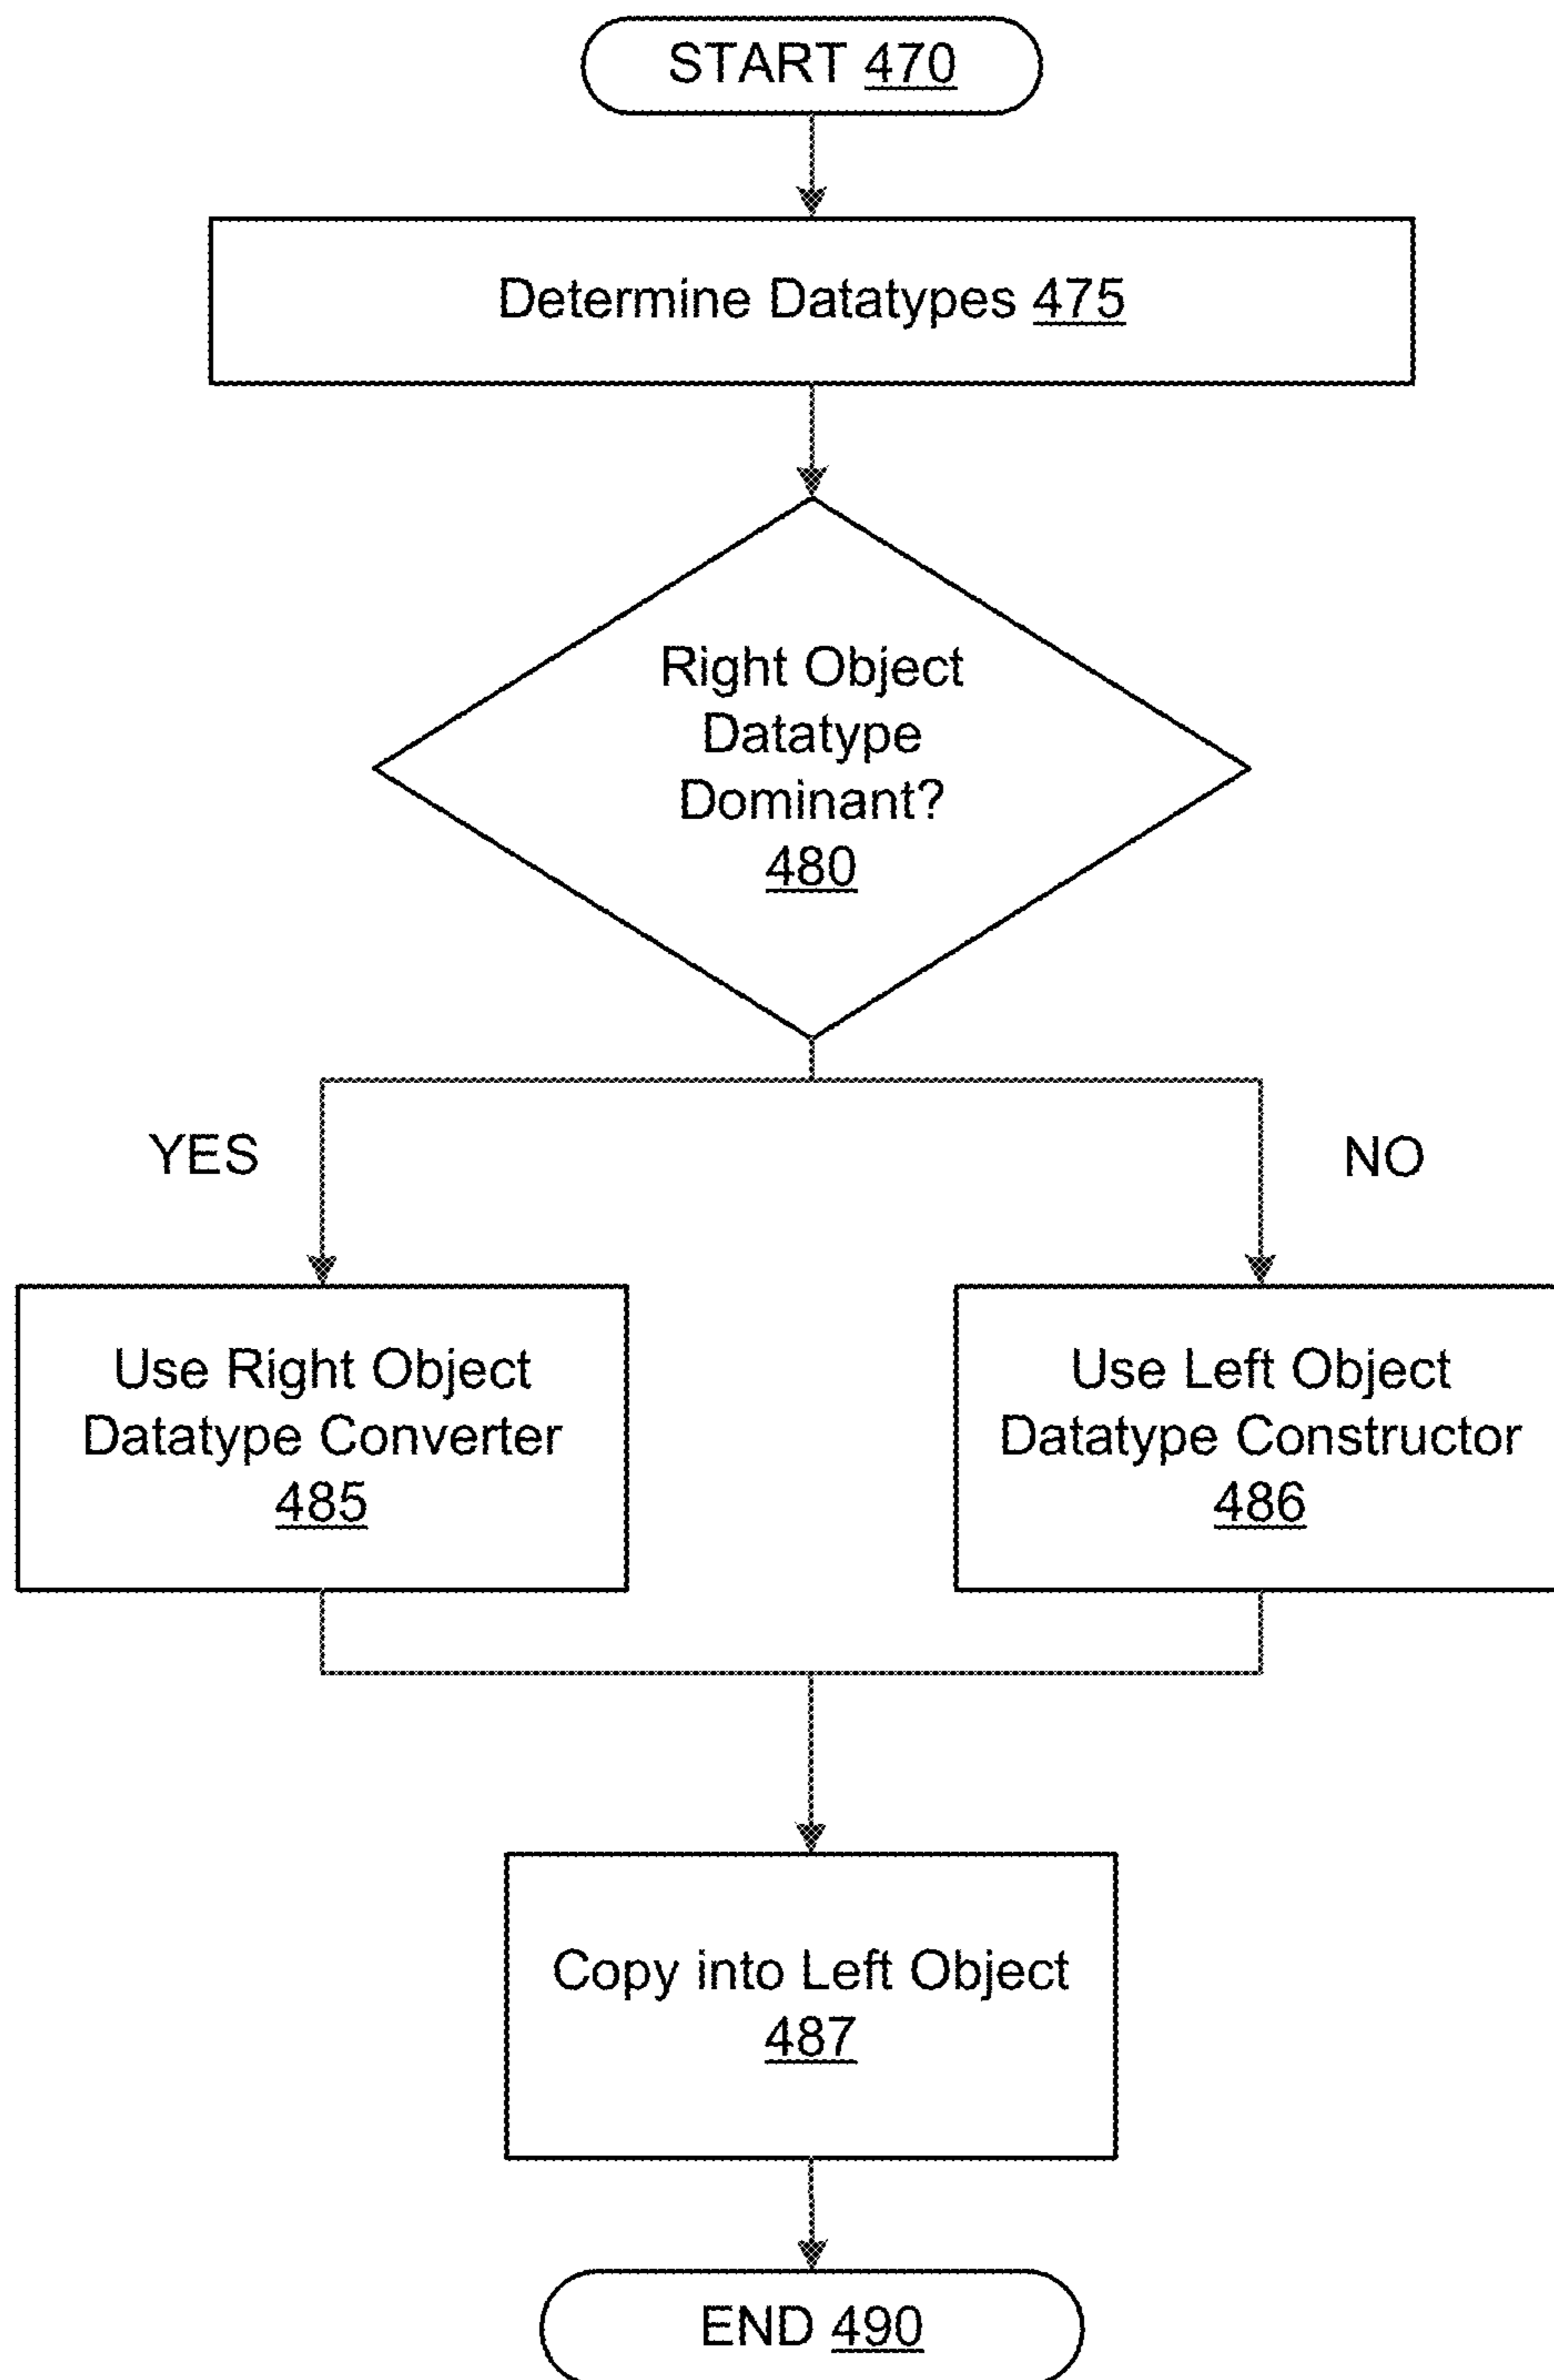 START 470
Determine Datatypes 475
Right Object
Datatype
Dominant?
480
YES
NO
Use Right Object
Datatype Converter
485
Use Left Object
Datatype Constructor
486
Copy into Left Object
487
END 490